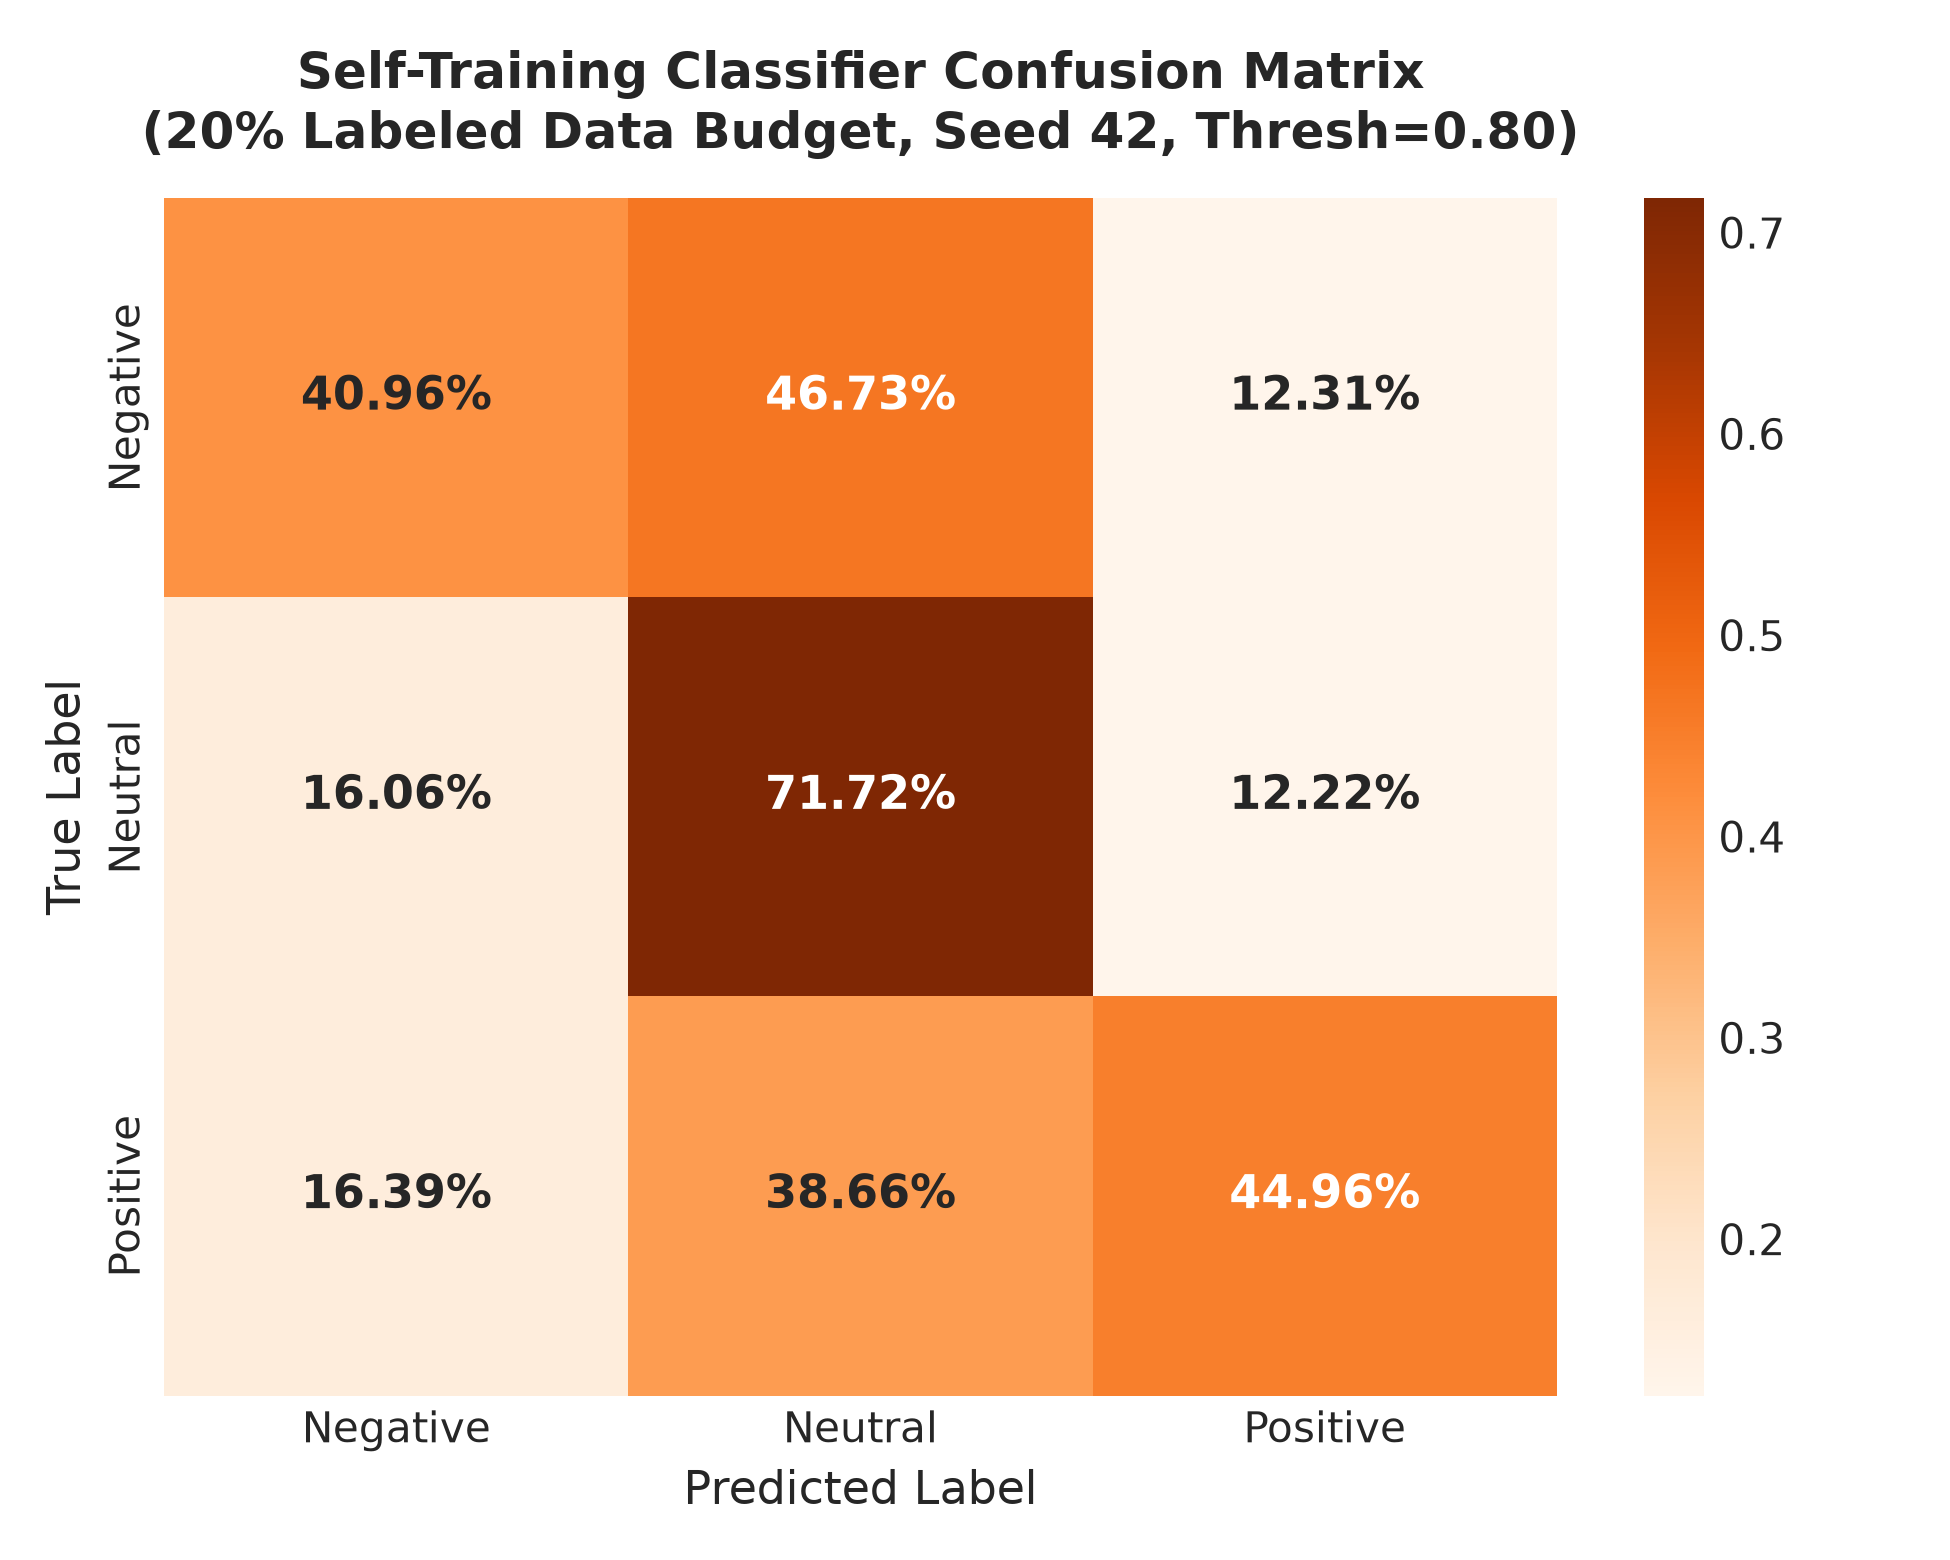 Self-Training Classifier Confusion Matrix
(20% Labeled Data Budget, Seed 42, Thresh=0.80)
True Label
Negative
40.96%
46.73%
12.31%
Neutral
16.06%
71.72%
12.22%
Positive
16.39%
38.66%
44.96%
Negative
Neutral
Positive
Predicted Label
0.7
0.6
0.5
0.4
0.3
0.2